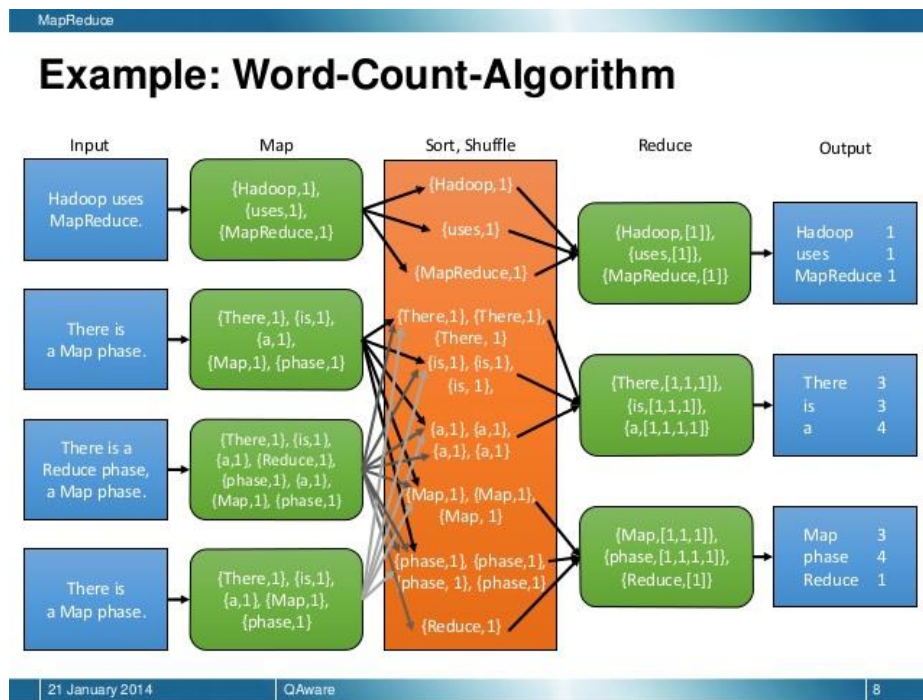 MapReduce
Example: Word-Count-Algorithm
Input
Map
Sort, Shuffle
Reduce
Output
Hadoop uses
MapReduce.
{Hadoop,1},
{uses,1},
{MapReduce,1}
{Hadoop,1}
{uses,1}
{MapReduce,1}
{Hadoop,[1]},
{uses,[1]},
{MapReduce,[1]}
Hadoop 1
uses 1
MapReduce 1
There is
a Map phase.
{There,1}, {is,1},
{a,1},
{Map,1}, {phase,1}
{There,1}, {There,1},
{There, 1}
{is,1}, {is,1},
{is, 1},
{a,1}, {a,1},
{a,1}, {a,1}
{There,[1,1,1]},
{is,[1,1,1]},
{a,[1,1,1,1]}
There 3
is 3
a 4
There is a
Reduce phase,
a Map phase.
{There,1}, {is,1},
{a,1}, {Reduce,1},
{phase,1}, {a,1},
{Map,1}, {phase,1}
{Map,1}, {Map,1},
{Map, 1}
{phase,1}, {phase,1},
{phase, 1}, {phase,1}
{Reduce,1}
{Map,[1,1,1]},
{phase,[1,1,1,1]},
{Reduce,[1]}
Map 3
phase 4
Reduce 1
There is
a Map phase.
{There,1}, {is,1},
{a,1}, {Map,1},
{phase,1}
21 January 2014
QAware
8